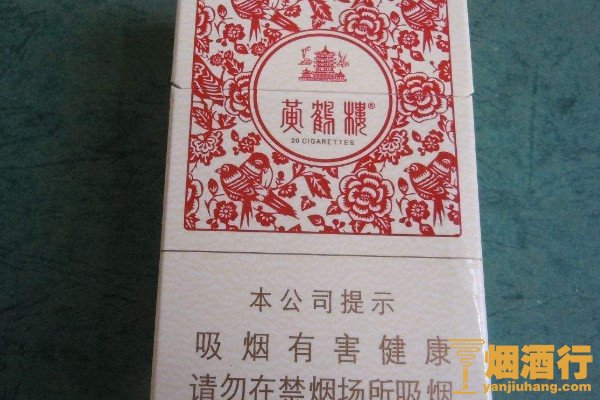 黄鹤楼®
20 CIGARETTES
本公司提示
吸烟有害健康
请勿在禁烟场所吸烟
烟酒行
yanjiuhang.com